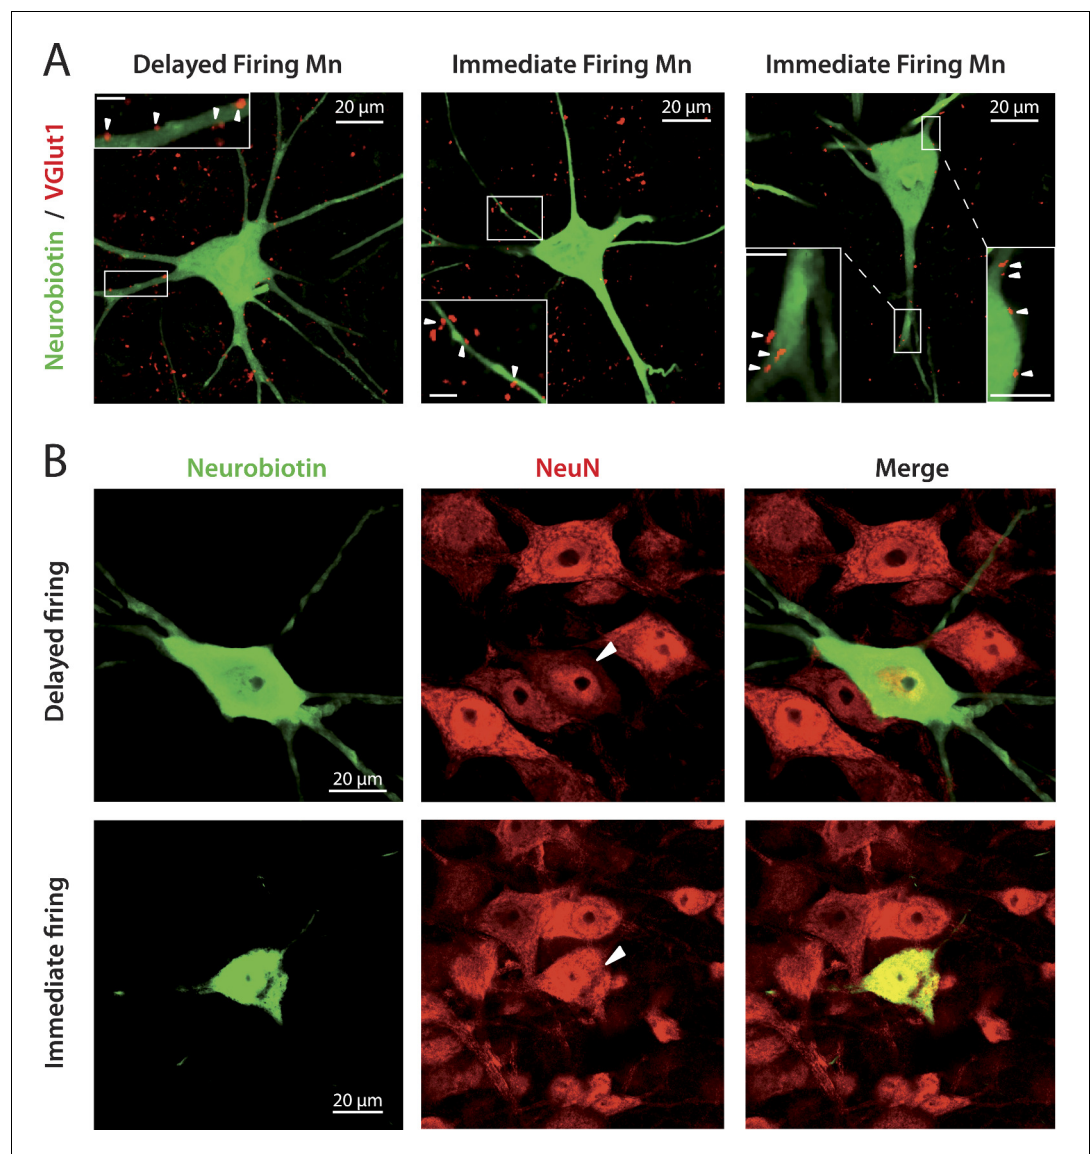 A
Delayed Firing Mn
Immediate Firing Mn
Immediate Firing Mn
Neurobiotin / VGlut1
20 µm
20 µm
20 µm
B
Neurobiotin
NeuN
Merge
Delayed firing
20 µm
Immediate firing
20 µm